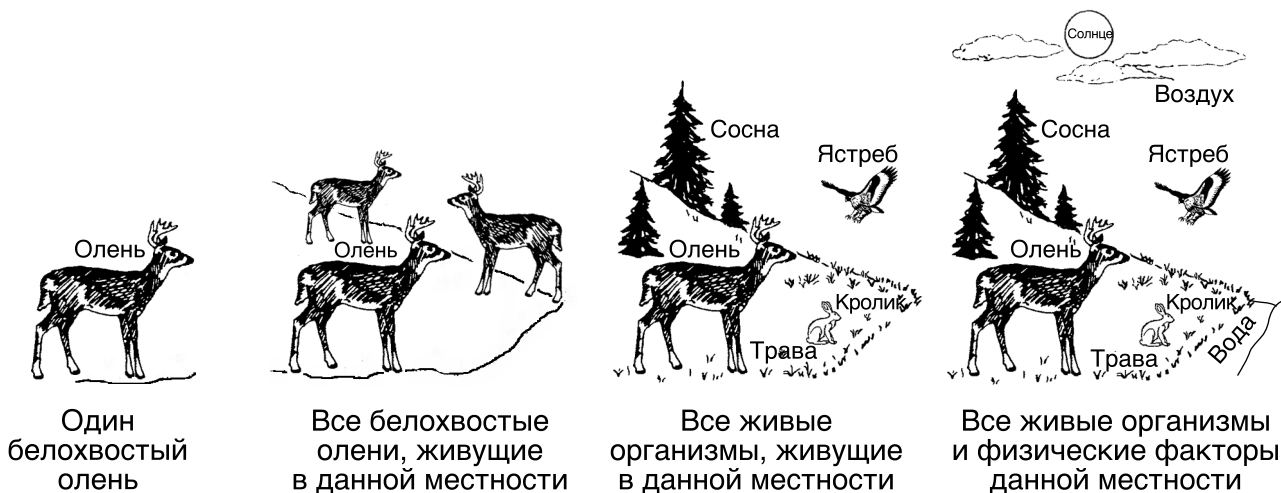 Олень
Один
белохвостый
олень
Олень
Все белохвостые
олени, живущие
в данной местности
Сосна
Ястреб
Олень
Кролик
Трава
Все живые
организмы, живущие
в данной местности
Солнце
Воздух
Сосна
Ястреб
Олень
Кролик
Трава
Вода
Все живые организмы
и физические факторы
данной местности